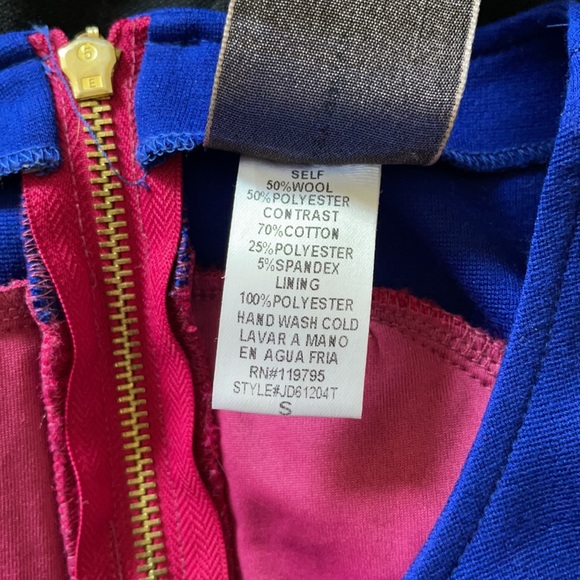 5
E
SELF
50%WOOL
50%POLYESTER
CONTRAST
70%COTTON
25%POLYESTER
5%SPANDEX
LINING
100%POLYESTER
HAND WASH COLD
LAVAR A MANO
EN AGUA FRIA
RN#119795
STYLE#JD61204T
S